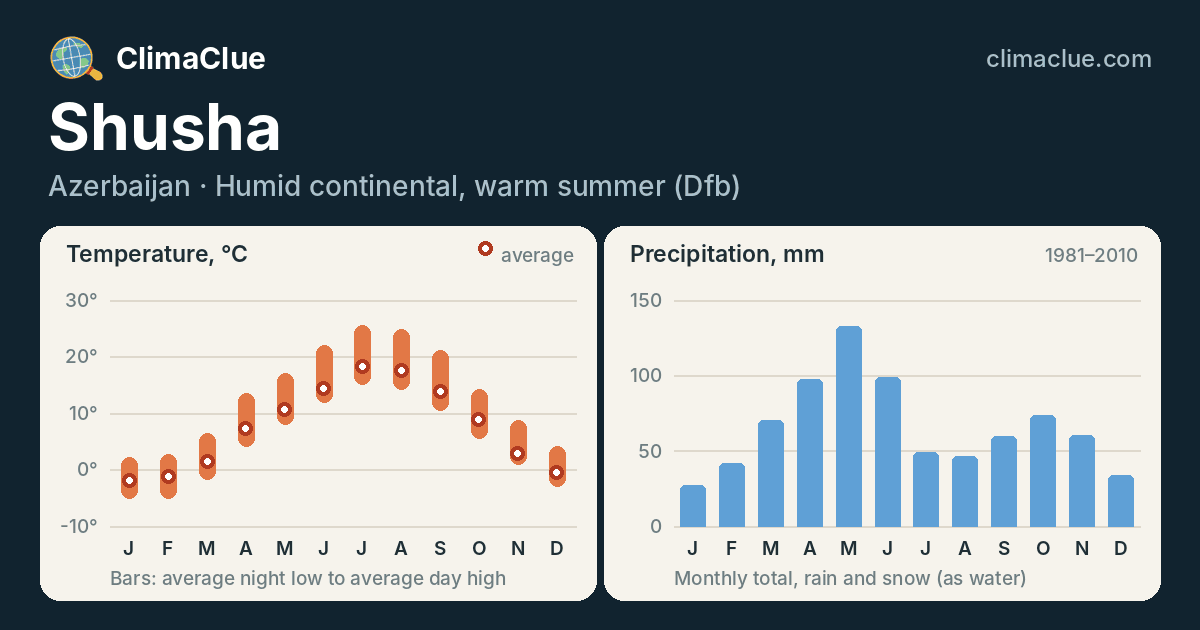 ClimaClue
climaclue.com
Shusha
Azerbaijan · Humid continental, warm summer (Dfb)
Temperature, °C
average
30°
20°
10°
0°
-10°
J F M A M J J A S O N D
Bars: average night low to average day high
Precipitation, mm
1981–2010
150
100
50
0
J F M A M J J A S O N D
Monthly total, rain and snow (as water)